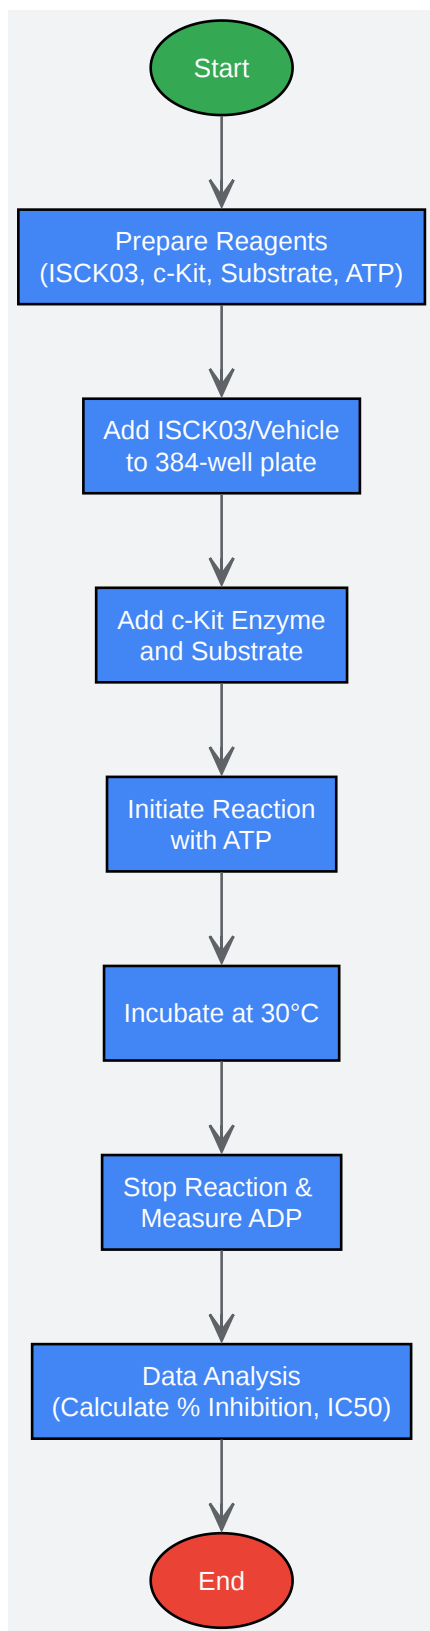 Start
Prepare Reagents
(ISCK03, c-Kit, Substrate, ATP)
Add ISCK03/Vehicle
to 384-well plate
Add c-Kit Enzyme
and Substrate
Initiate Reaction
with ATP
Incubate at 30°C
Stop Reaction &
Measure ADP
Data Analysis
(Calculate % Inhibition, IC50)
End